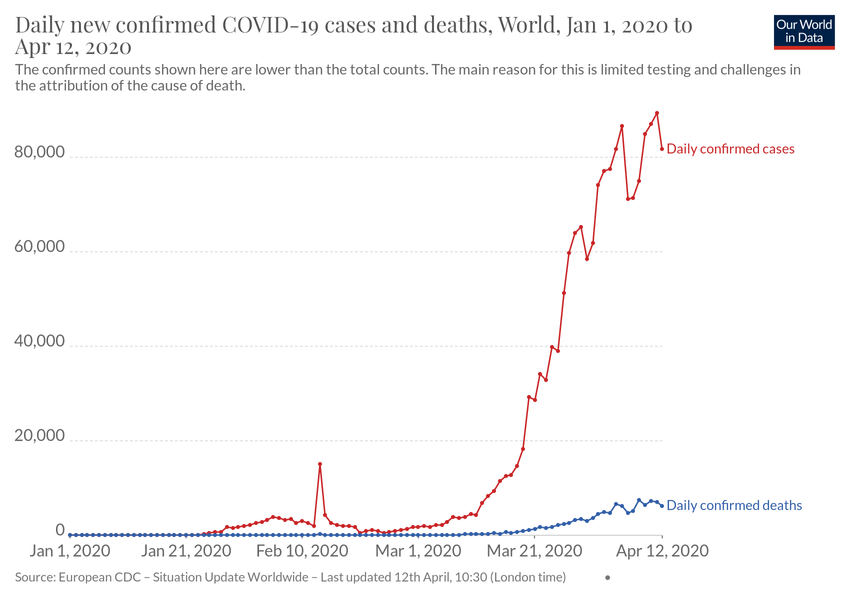 Daily new confirmed COVID-19 cases and deaths, World, Jan 1, 2020 to
Apr 12, 2020
Our World
in Data
The confirmed counts shown here are lower than the total counts. The main reason for this is limited testing and challenges in
the attribution of the cause of death.
80,000
Daily confirmed cases
60,000
40,000
20,000
Daily confirmed deaths
0
Jan 1, 2020 Jan 21, 2020 Feb 10, 2020 Mar 1, 2020 Mar 21, 2020 Apr 12, 2020
Source: European CDC – Situation Update Worldwide – Last updated 12th April, 10:30 (London time) •